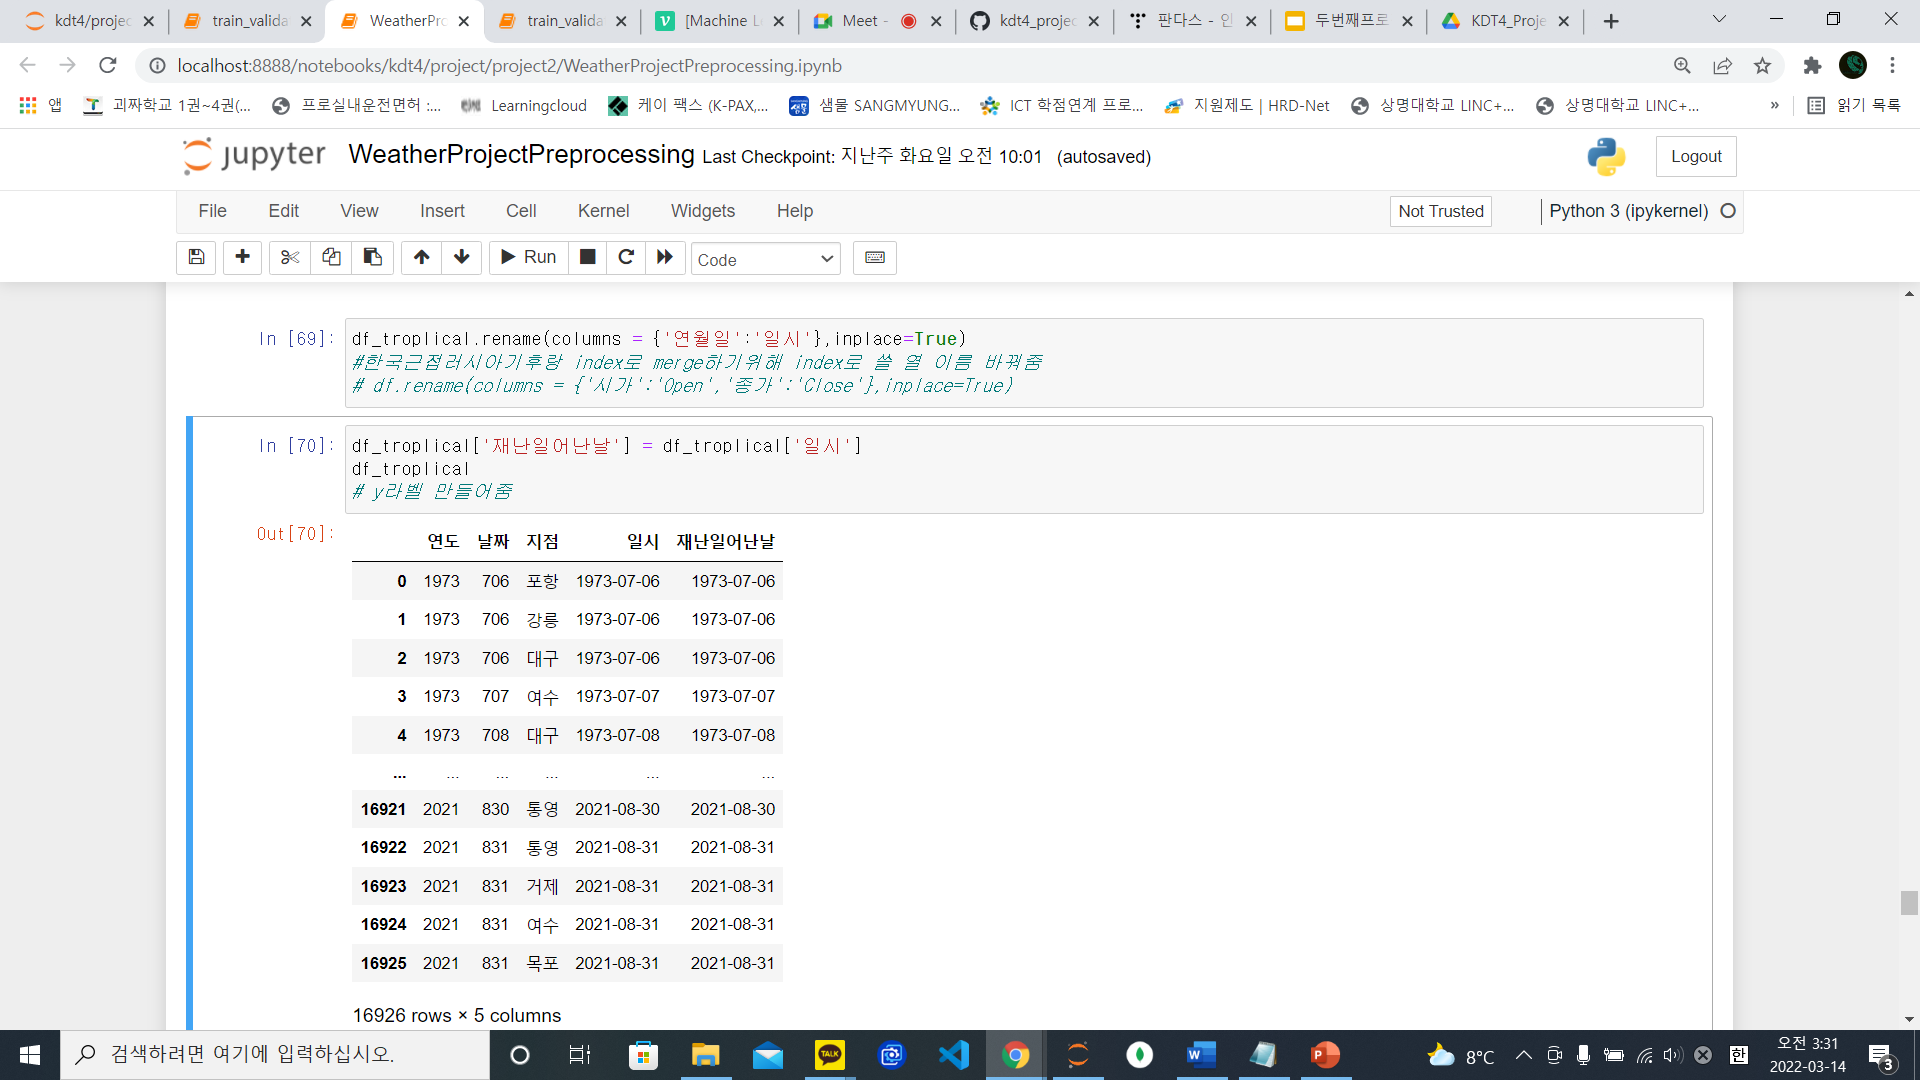 kdt4/projec
train_valida
WeatherPro
train_valida
[Machine L
Meet -
kdt4_projec
판다스 - 인
두번째프로
KDT4_Proje
localhost:8888/notebooks/kdt4/project/project2/WeatherProjectPreprocessing.ipynb
앱
괴짜학교 1권~4권(...
프로실내운전면허 :...
Learningcloud
케이 팩스 (K-PAX,...
샘물 SANGMYUNG...
ICT 학점연계 프로...
지원제도 | HRD-Net
상명대학교 LINC+...
상명대학교 LINC+...
»
읽기 목록
jupyter WeatherProjectPreprocessing Last Checkpoint: 지난주 화요일 오전 10:01 (autosaved)
Logout
File Edit View Insert Cell Kernel Widgets Help
Not Trusted
Python 3 (ipykernel)
Run
Code
In [69]: df_troplical.rename(columns = {'연월일':'일시'},inplace=True)
#한국근접러시아기후랑 index로 merge하기위해 index로 쓸 열 이름 바꿔줌
# df.rename(columns = {'시가':'Open','종가':'Close'},inplace=True)
In [70]: df_troplical['재난일어난날'] = df_troplical['일시']
df_troplical
# y라벨 만들어줌
Out[70]:
연도 날짜 지점 일시 재난일어난날
0 1973 706 포항 1973-07-06 1973-07-06
1 1973 706 강릉 1973-07-06 1973-07-06
2 1973 706 대구 1973-07-06 1973-07-06
3 1973 707 여수 1973-07-07 1973-07-07
4 1973 708 대구 1973-07-08 1973-07-08
... ... ... ... ... ...
16921 2021 830 통영 2021-08-30 2021-08-30
16922 2021 831 통영 2021-08-31 2021-08-31
16923 2021 831 거제 2021-08-31 2021-08-31
16924 2021 831 여수 2021-08-31 2021-08-31
16925 2021 831 목포 2021-08-31 2021-08-31
16926 rows × 5 columns
검색하려면 여기에 입력하십시오.
TALK
8°C
한
오전 3:31
2022-03-14
3